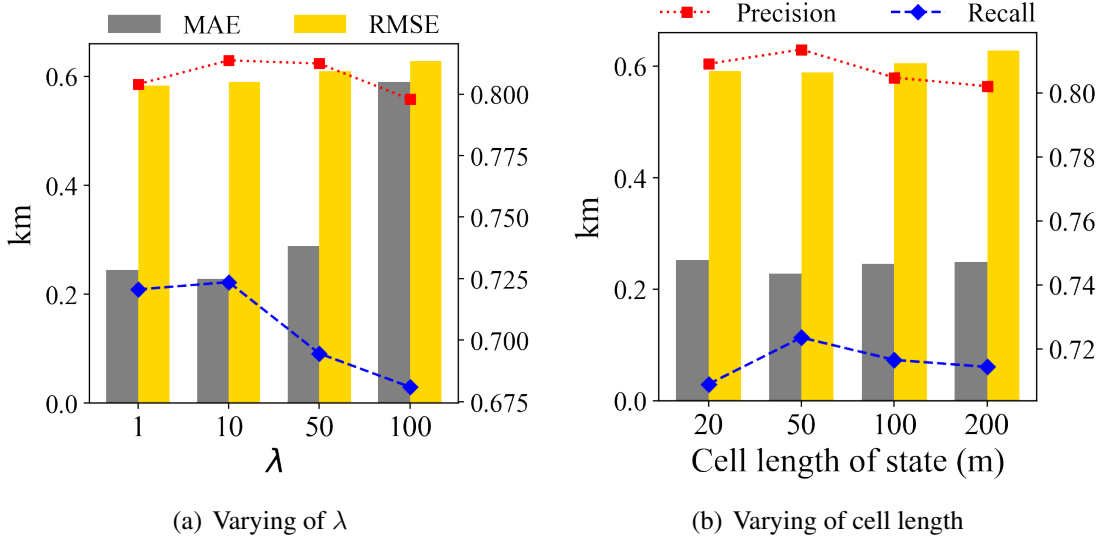 MAE RMSE
0.6
0.4
0.2
0.0
km
0.800
0.775
0.750
0.725
0.700
0.675
1 10 50 100
λ
(a) Varying of λ
Precision Recall
0.6
0.4
0.2
0.0
km
0.80
0.78
0.76
0.74
0.72
20 50 100 200
Cell length of state (m)
(b) Varying of cell length